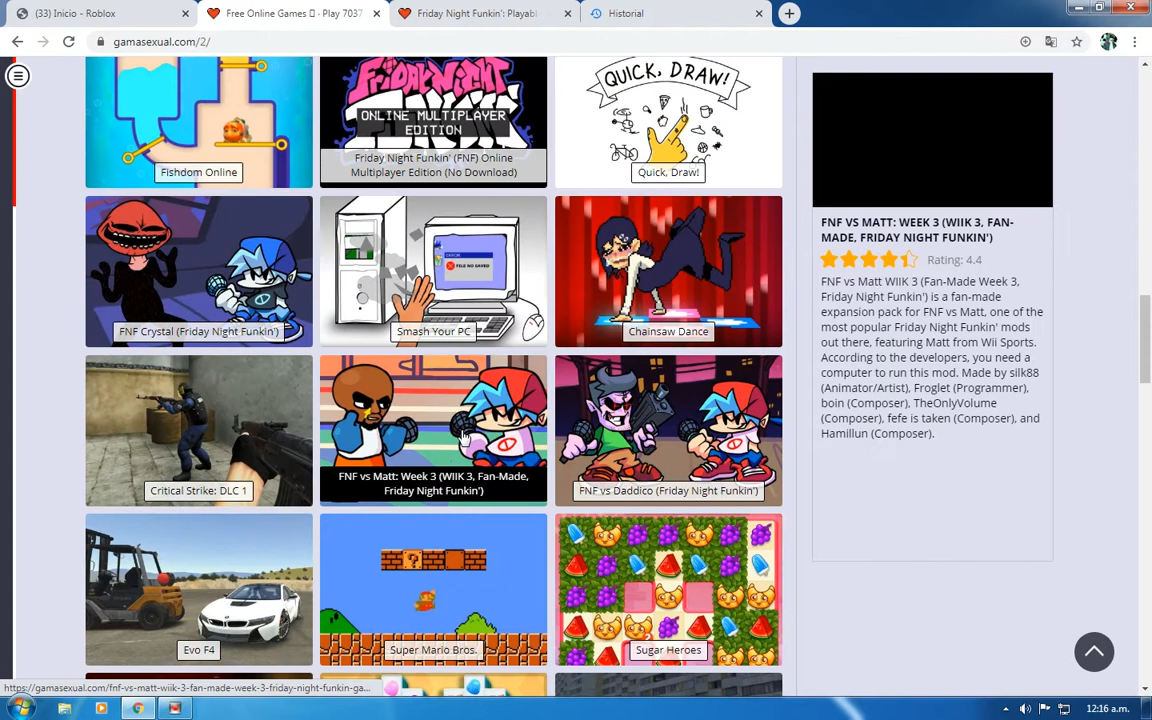 (33) Inicio - Roblox
Free Online Games
- Play 7037
Friday Night Funkin': Playabl
Historial
gamasexual.com/2/
Fishdom Online
FRIDAY NIGHT
FUNKIN
ONLINE MULTIPLAYER
EDITION
Friday Night Funkin' (FNF) Online
Multiplayer Edition (No Download)
QUICK, DRAW!
Quick, Draw!
FNF Crystal (Friday Night Funkin')
ERROR
FILE NO SAVED
Smash Your PC
Chainsaw Dance
Critical Strike: DLC 1
FNF vs Matt: Week 3 (WIIK 3, Fan-Made,
Friday Night Funkin')
FNF vs Daddico (Friday Night Funkin')
Evo F4
Super Mario Bros.
Sugar Heroes
FNF VS MATT: WEEK 3 (WIIK 3, FAN-
MADE, FRIDAY NIGHT FUNKIN')
Rating: 4.4
FNF vs Matt WIIK 3 (Fan-Made Week 3,
Friday Night Funkin') is a fan-made
expansion pack for FNF vs Matt, one of the
most popular Friday Night Funkin' mods
out there, featuring Matt from Wii Sports.
According to the developers, you need a
computer to run this mod. Made by silk88
(Animator/Artist), Froglet (Programmer),
boin (Composer), TheOnlyVolume
(Composer), fefe is taken (Composer), and
Hamillun (Composer).
https://gamasexual.com/fnf-vs-matt-wiik-3-fan-made-week-3-friday-night-funkin-ga...
12:16 a.m.